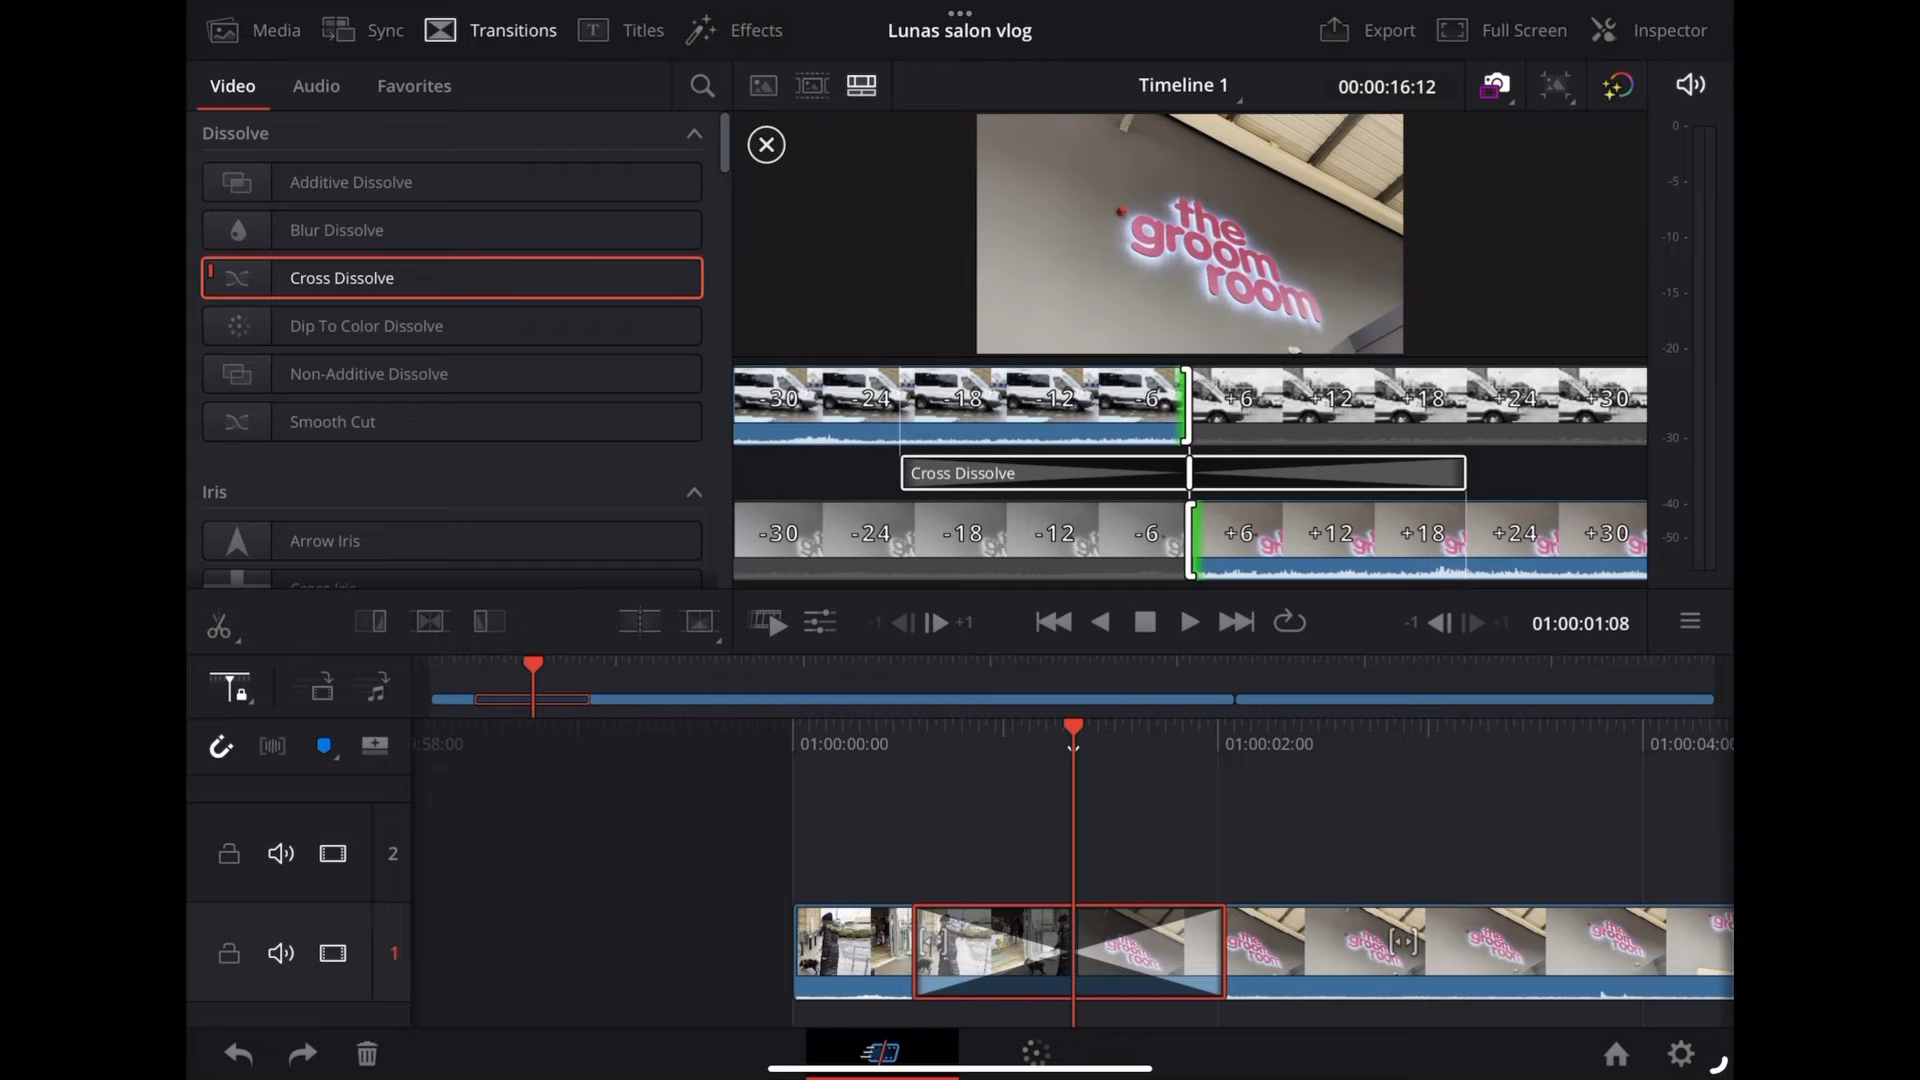 Media
Sync
Transitions
Titles
Effects
Lunas salon vlog
Export
Full Screen
Inspector
Video
Audio
Favorites
Timeline 1
00:00:16:12
Dissolve
Additive Dissolve
Blur Dissolve
Cross Dissolve
Dip To Color Dissolve
Non-Additive Dissolve
Smooth Cut
Iris
Arrow Iris
Cross Iris
the
groom
room
0
-5
-10
-15
-20
-30
-40
-50
-30 -24 -18 -12 -6 +6 +12 +18 +24 +30
Cross Dissolve
-30 -24 -18 -12 -6 +6 +12 +18 +24 +30
-1 +1
-1 +1
01:00:01:08
9:58:00
01:00:00:00
01:00:02:00
01:00:04:00
2
1